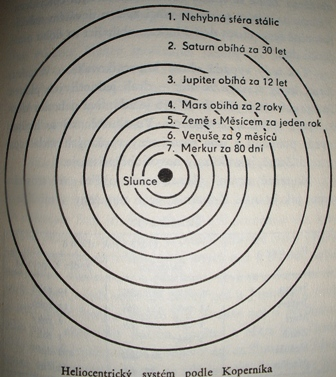 1. Nehybná sféra stálic
2. Saturn obíhá za 30 let
3. Jupiter obíhá za 12 let
4. Mars obíhá za 2 roky
5. Země s Měsícem za jeden rok
6. Venuše za 9 měsíců
7. Merkur za 80 dní
Slunce
Heliocentrický systém podle Koperníka